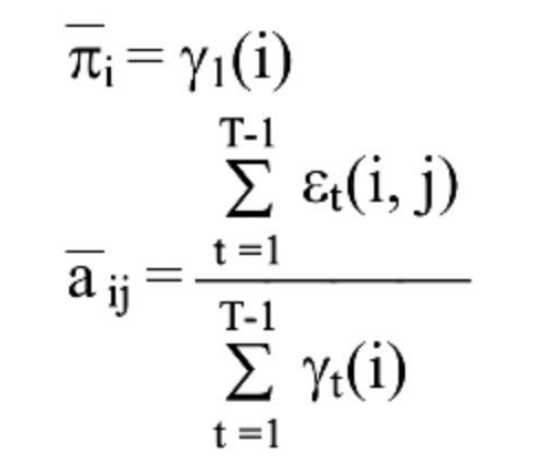 π̅i = γ1(i)
T-1
∑ εt(i, j)
t =1
a̅ ij =
T-1
∑ γt(i)
t =1